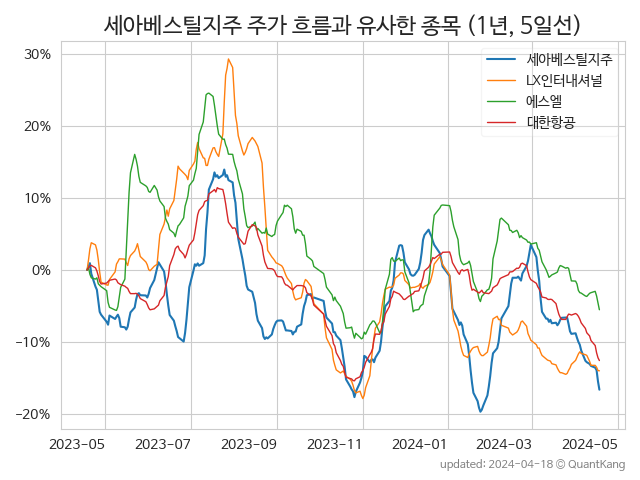 세아베스틸지주 주가 흐름과 유사한 종목 (1년, 5일선)
세아베스틸지주
LX인터내셔널
에스엘
대한항공
30%
20%
10%
0%
−10%
−20%
2023-05 2023-07 2023-09 2023-11 2024-01 2024-03 2024-05
updated: 2024-04-18 © QuantKang